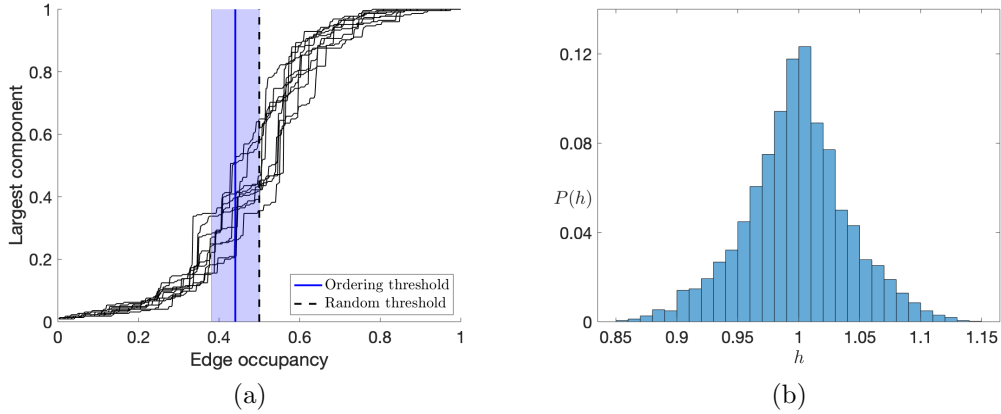 1
0.8
0.6
0.4
0.2
0
Largest component
Ordering threshold
Random threshold
0 0.2 0.4 0.6 0.8 1
Edge occupancy
(a)
0.12
0.08
P(h)
0.04
0
0.85 0.9 0.95 1 1.05 1.1 1.15
h
(b)